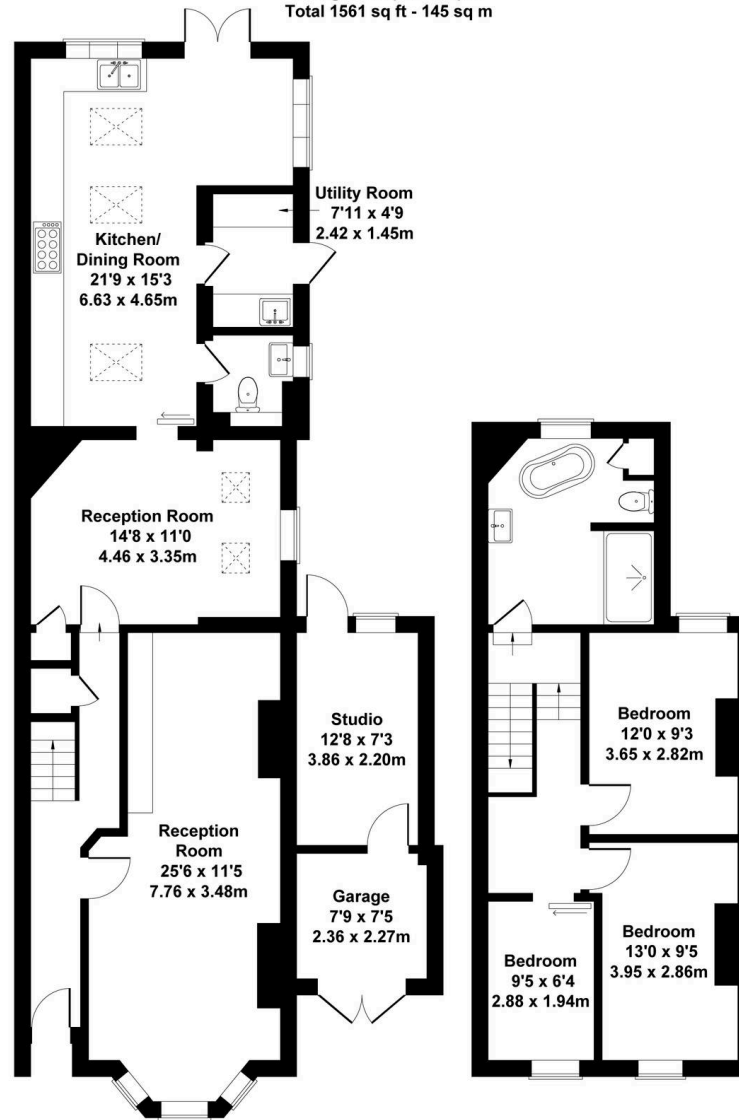 Total 1561 sq ft - 145 sq m
Utility Room
7'11 x 4'9
2.42 x 1.45m
Kitchen/
Dining Room
21'9 x 15'3
6.63 x 4.65m
Reception Room
14'8 x 11'0
4.46 x 3.35m
Studio
12'8 x 7'3
3.86 x 2.20m
Reception
Room
25'6 x 11'5
7.76 x 3.48m
Garage
7'9 x 7'5
2.36 x 2.27m
Bedroom
12'0 x 9'3
3.65 x 2.82m
Bedroom
13'0 x 9'5
3.95 x 2.86m
Bedroom
9'5 x 6'4
2.88 x 1.94m